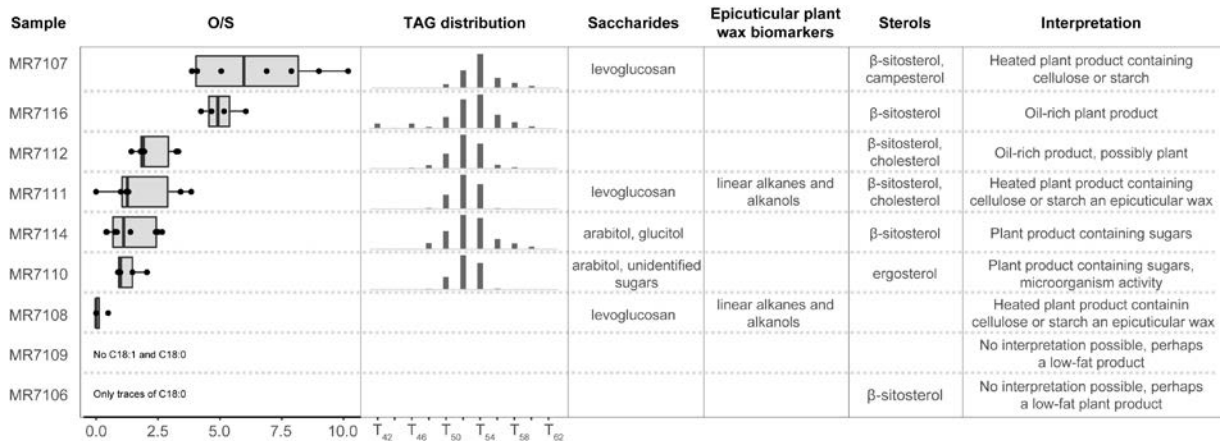 Sample O/S TAG distribution Saccharides Epicuticular plant wax biomarkers Sterols Interpretation
MR7107 levoglucosan β-sitosterol, campesterol Heated plant product containing cellulose or starch
MR7116 β-sitosterol Oil-rich plant product
MR7112 β-sitosterol, cholesterol Oil-rich product, possibly plant
MR7111 levoglucosan linear alkanes and alkanols β-sitosterol, cholesterol Heated plant product containing cellulose or starch an epicuticular wax
MR7114 arabitol, glucitol β-sitosterol Plant product containing sugars
MR7110 arabitol, unidentified sugars ergosterol Plant product containing sugars, microorganism activity
MR7108 levoglucosan linear alkanes and alkanols Heated plant product containin cellulose or starch an epicuticular wax
MR7109 No C18:1 and C18:0 No interpretation possible, perhaps a low-fat product
MR7106 Only traces of C18:0 β-sitosterol No interpretation possible, perhaps a low-fat plant product
0.0 2.5 5.0 7.5 10.0 T42 T46 T50 T54 T58 T62